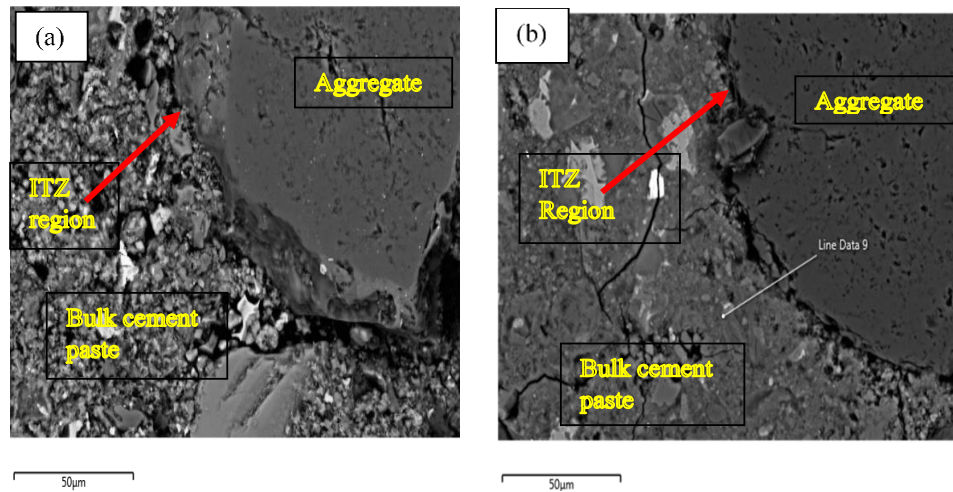 (a)
Aggregate
ITZ
region
Bulk cement
paste
50µm
(b)
Aggregate
ITZ
Region
Line Data 9
Bulk cement
paste
50µm